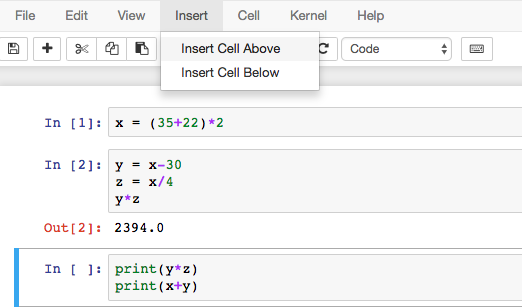 File Edit View Insert Cell Kernel Help
Insert Cell Above
Code
Insert Cell Below
In [1]: x = (35+22)*2
In [2]: y = x-30
z = x/4
y*z
Out[2]: 2394.0
In [ ]: print(y*z)
print(x+y)